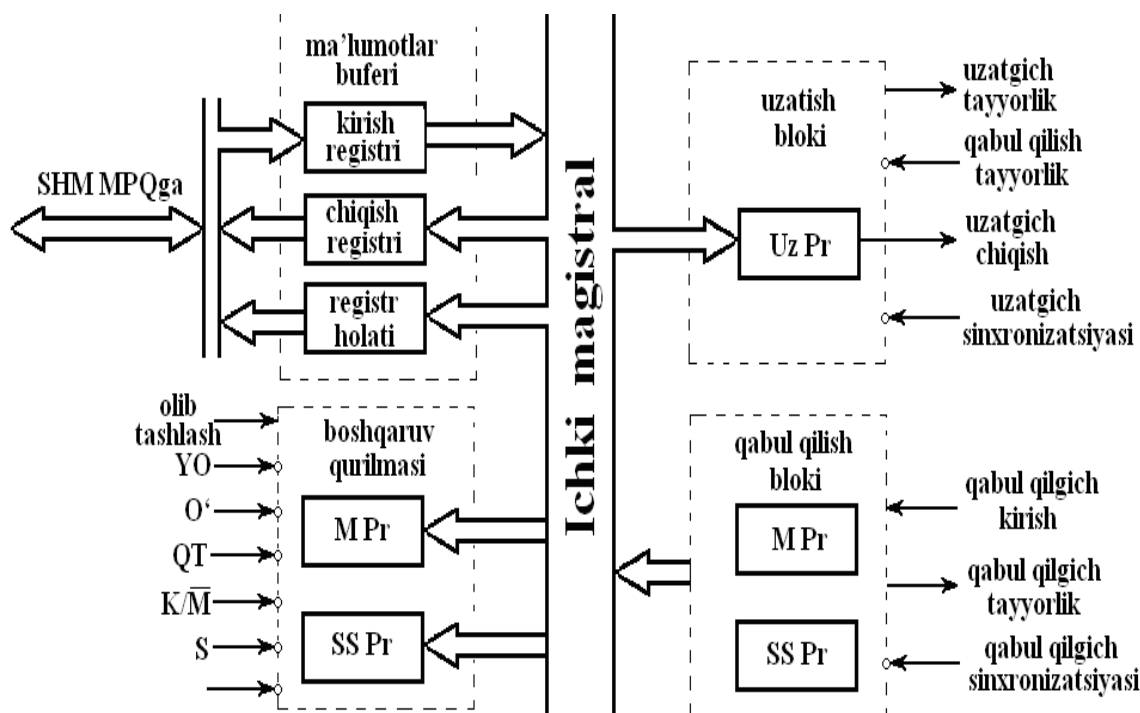 ma’lumotlar
buferi
kirish
registri
SHM MPQga
chiqish
registri
registr
holati
olib
tashlash
YO
O‘
QT
K/M̅
S
boshqaruv
qurilmasi
M Pr
SS Pr
Ichki magistral
uzatish
bloki
Uz Pr
uzatgich
tayyorlik
qabul qilish
tayyorlik
uzatgich
chiqish
uzatgich
sinxronizatsiyasi
qabul qilish
bloki
M Pr
SS Pr
qabul qilgich
kirish
qabul qilgich
tayyorlik
qabul qilgich
sinxronizatsiyasi